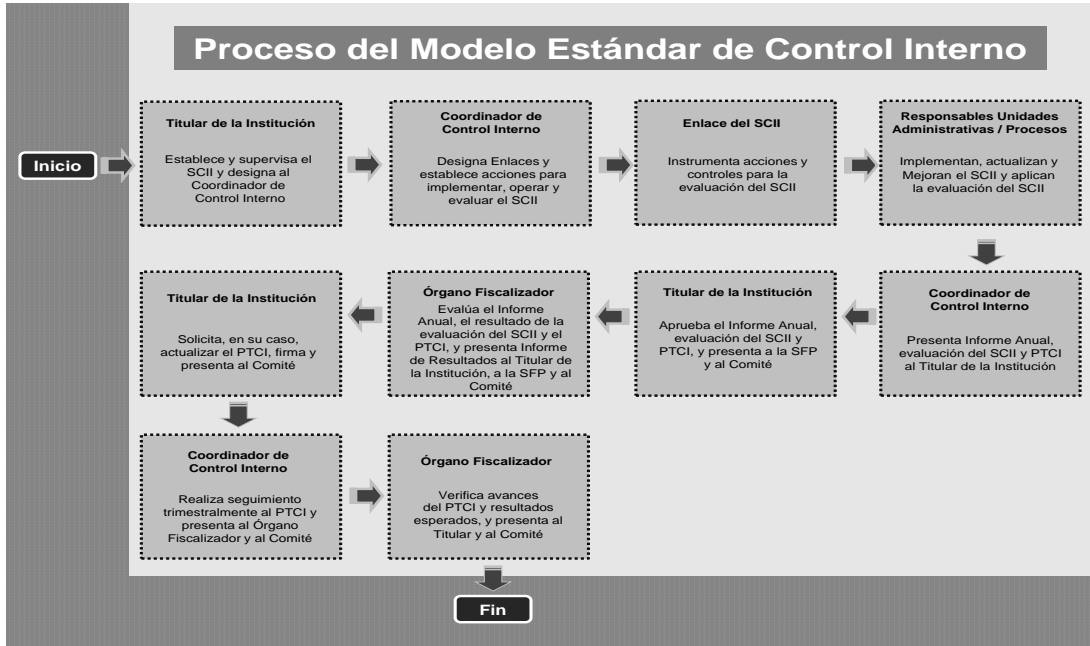 Proceso del Modelo Estándar de Control Interno
Inicio
Titular de la Institución
Establece y supervisa el
SCII y designa al
Coordinador de
Control Interno
Coordinador de
Control Interno
Designa Enlaces y
establece acciones para
implementar, operar y
evaluar el SCII
Enlace del SCII
Instrumenta acciones y
controles para la
evaluación del SCII
Responsables Unidades
Administrativas / Procesos
Implementan, actualizan y
Mejoran el SCII y aplican
la evaluación del SCII
Coordinador de
Control Interno
Presenta Informe Anual,
evaluación del SCII y PTCI
al Titular de la Institución
Titular de la Institución
Aprueba el Informe Anual,
evaluación del SCII y
PTCI, y presenta a la SFP
y al Comité
Órgano Fiscalizador
Evalúa el Informe
Anual, el resultado de la
evaluación del SCII y el
PTCI, y presenta Informe
de Resultados al Titular de
la Institución, a la SFP y al
Comité
Titular de la Institución
Solicita, en su caso,
actualizar el PTCI, firma y
presenta al Comité
Coordinador de
Control Interno
Realiza seguimiento
trimestralmente al PTCI y
presenta al Órgano
Fiscalizador y al Comité
Órgano Fiscalizador
Verifica avances
del PTCI y resultados
esperados, y presenta al
Titular y al Comité
Fin